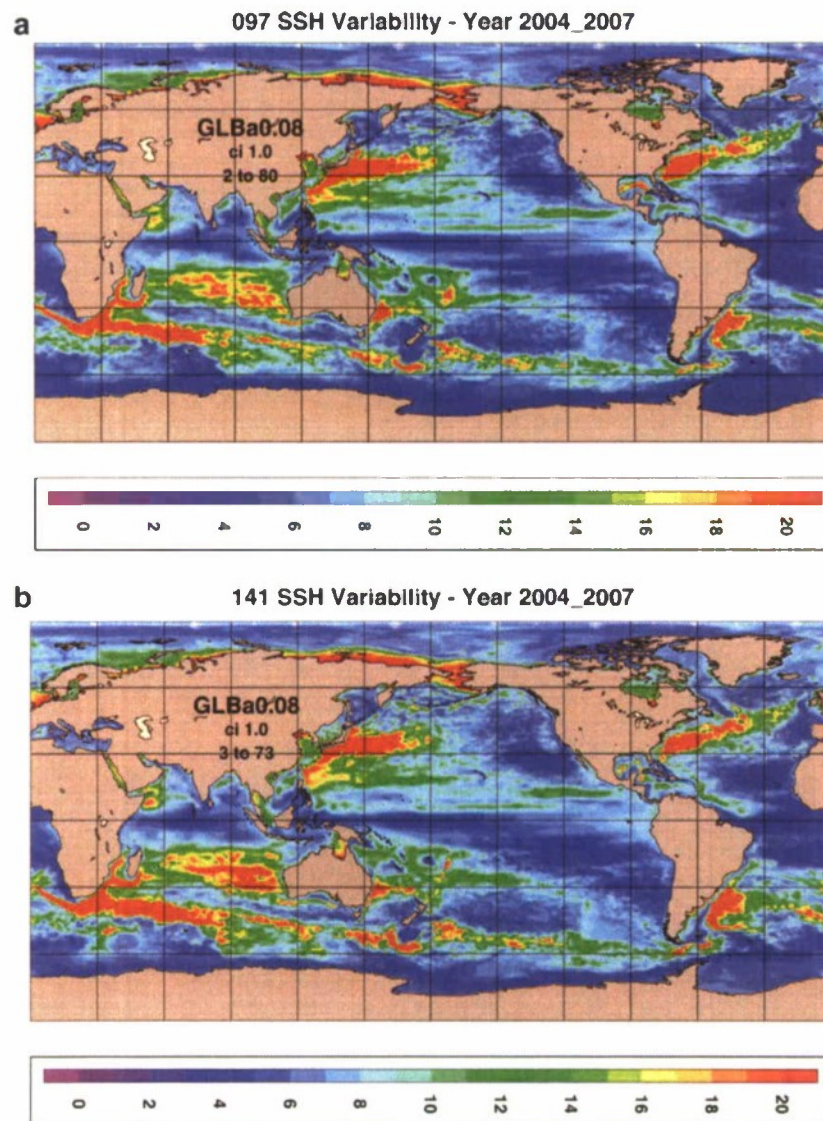 a
097 SSH Variability - Year 2004_2007
GLBa0.08
ci 1.0
2 to 80
0 2 4 6 8 10 12 14 16 18 20
b
141 SSH Variability - Year 2004_2007
GLBa0.08
ci 1.0
3 to 73
0 2 4 6 8 10 12 14 16 18 20